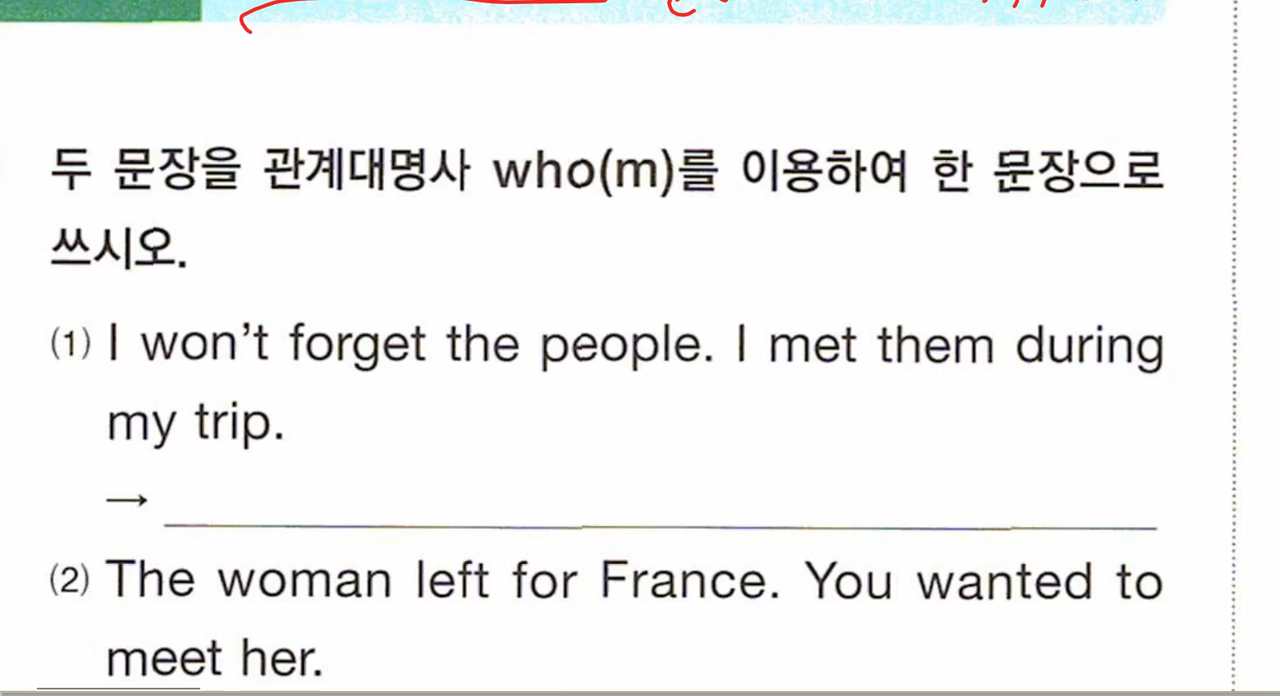 두 문장을 관계대명사 who(m)를 이용하여 한 문장으로
쓰시오.
(1) I won't forget the people. I met them during
my trip.
→
(2) The woman left for France. You wanted to
meet her.